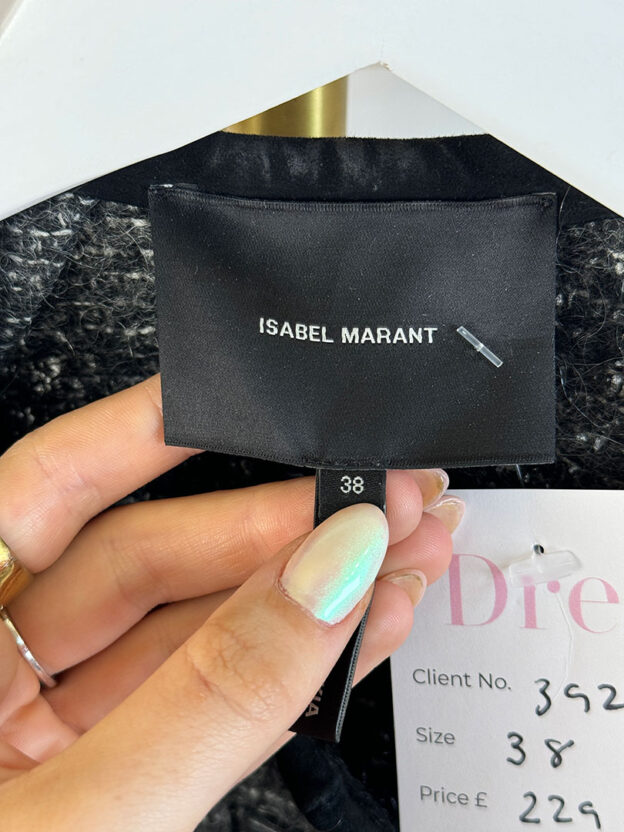 ISABEL MARANT
38
Dre
Client No. 392
Size 38
Price £ 229